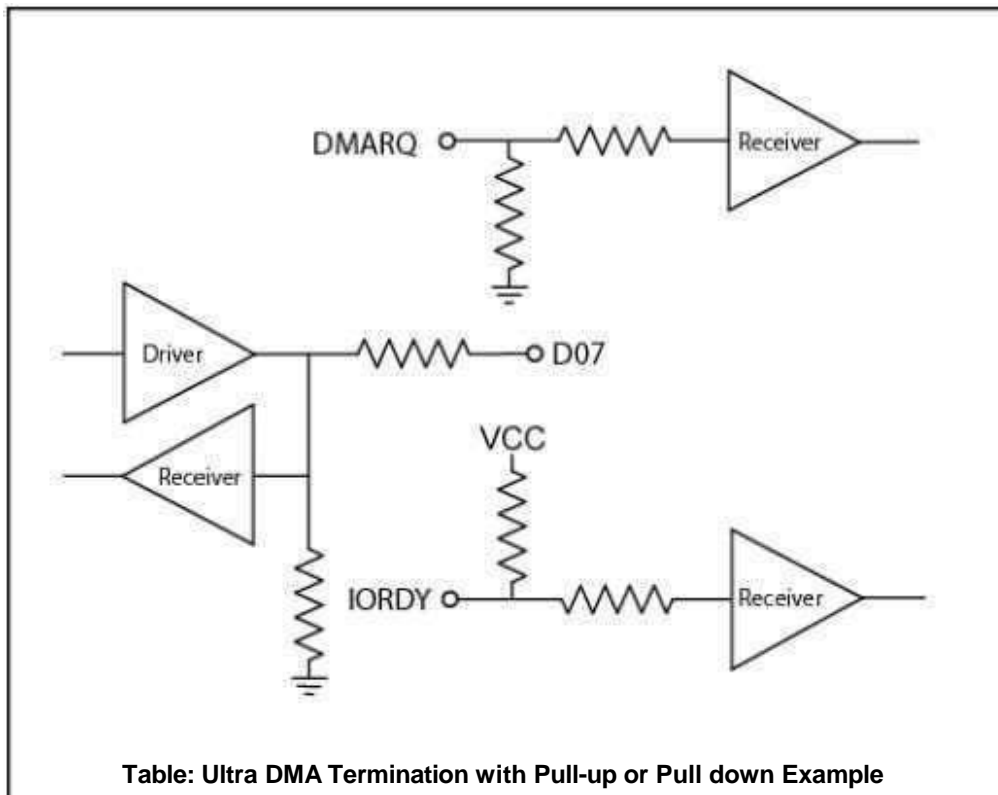 DMARQ
Receiver
Driver
D07
Receiver
VCC
IORDY
Receiver
Table: Ultra DMA Termination with Pull-up or Pull down Example